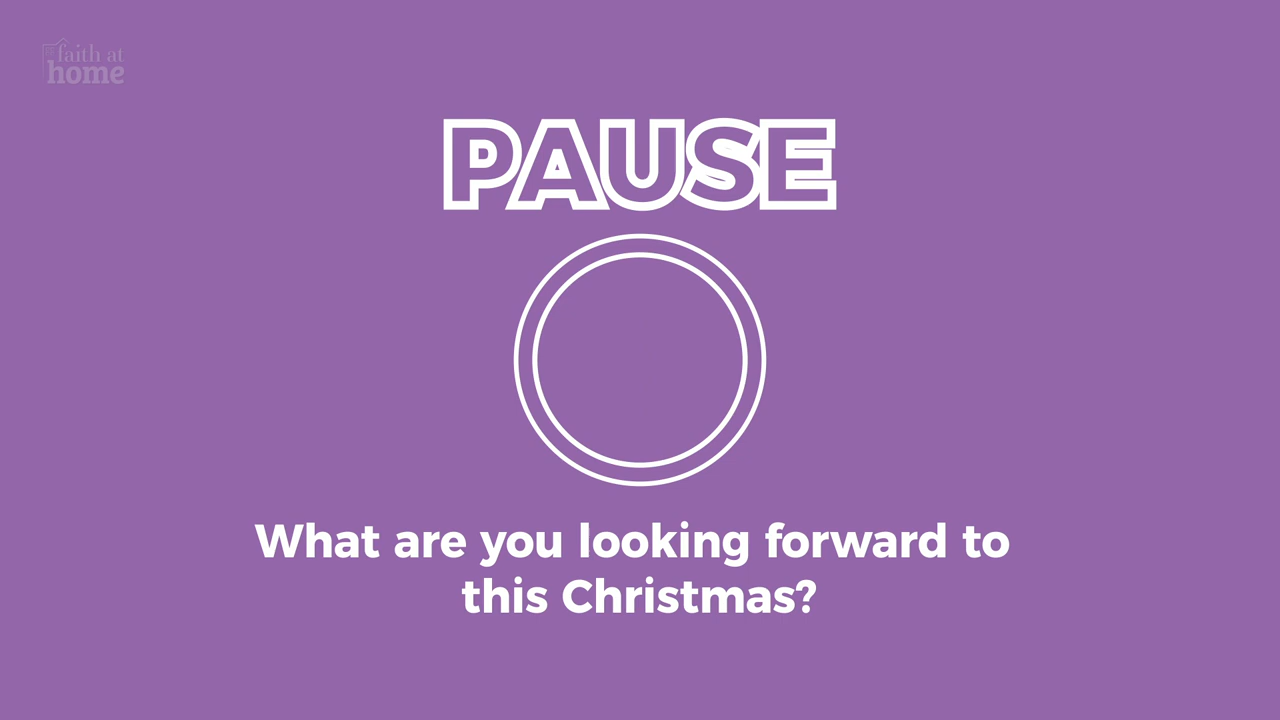 faith at
home
PAUSE
What are you looking forward to
this Christmas?